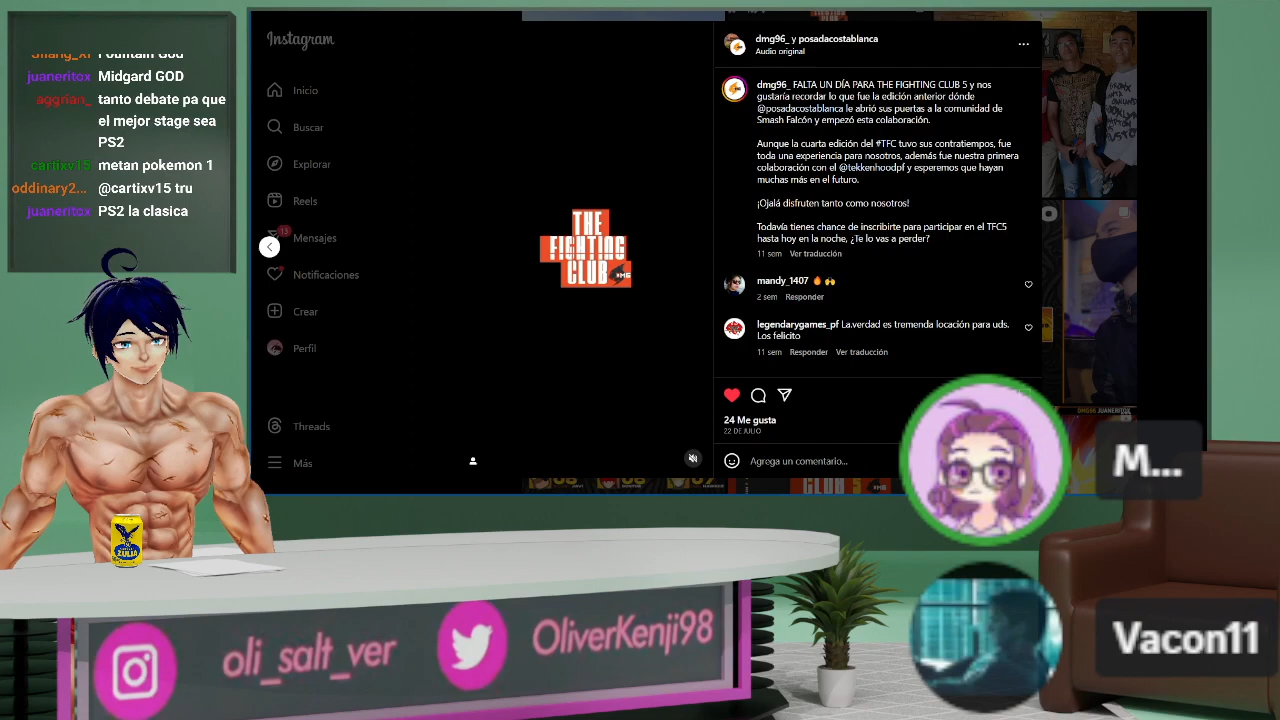 Fountain God
juaneritox Midgard GOD
aggrian_ tanto debate pa que
el mejor stage sea
PS2
cartixv15 metan pokemon 1
oddinary2... @cartixv15 tru
juaneritox PS2 la clasica
Instagram
Inicio
Buscar
Explorar
Reels
13
Mensajes
Notificaciones
Crear
Perfil
Threads
Más
THE
FIGHTING
CLUB DMG
dmg96_ y posadacostablanca
Audio original
dmg96_ FALTA UN DÍA PARA THE FIGHTING CLUB 5 y nos
gustaría recordar lo que fue la edición anterior dónde
@posadacostablanca le abrió sus puertas a la comunidad de
Smash Falcón y empezó esta colaboración.
Aunque la cuarta edición del #TFC tuvo sus contratiempos, fue
toda una experiencia para nosotros, además fue nuestra primera
colaboración con el @tekkenhoodpf y esperemos que hayan
muchas más en el futuro.
¡Ojalá disfruten tanto como nosotros!
Todavía tienes chance de inscribirte para participar en el TFC5
hasta hoy en la noche, ¿Te lo vas a perder?
11 sem Ver traducción
mandy_1407 🔥 🙌
2 sem Responder
legendarygames_pf La.verdad es tremenda locación para uds.
Los felicito
11 sem Responder Ver traducción
24 Me gusta
22 DE JULIO
Agrega un comentario...
DMG96 JUANERITOX
CLUB 5
M...
Vacon11
ZULIA
oli_salt_ver
OliverKenji98